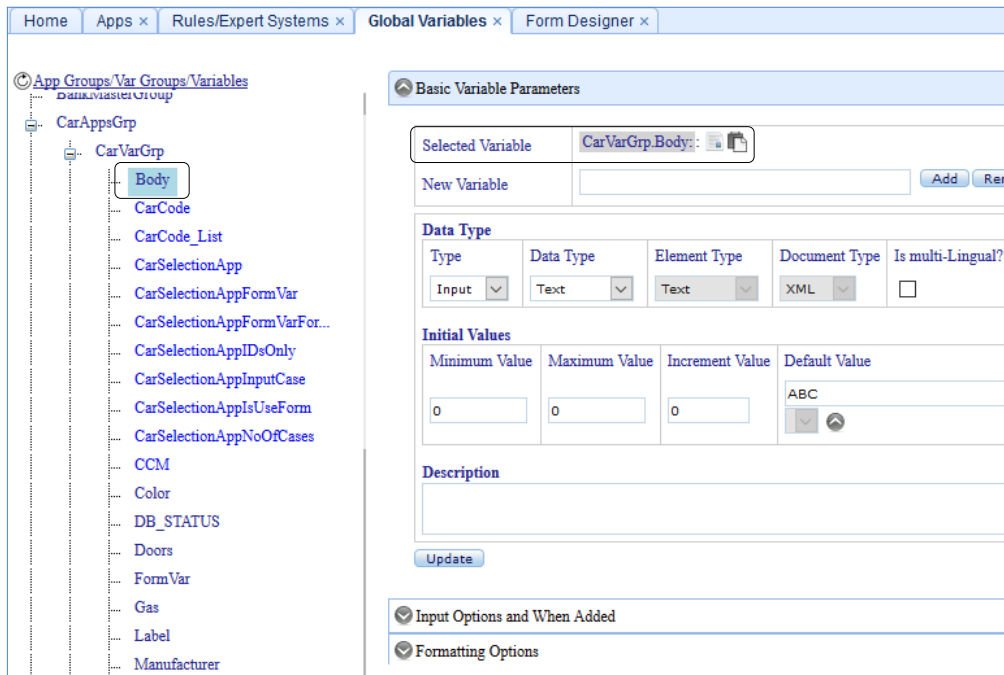 Home Apps × Rules/Expert Systems × Global Variables × Form Designer ×
App Groups/Var Groups/Variables
BankMasterGroup
CarAppsGrp
CarVarGrp
Body
CarCode
CarCode_List
CarSelectionApp
CarSelectionAppFormVar
CarSelectionAppFormVarFor...
CarSelectionAppIDsOnly
CarSelectionAppInputCase
CarSelectionAppIsUseForm
CarSelectionAppNoOfCases
CCM
Color
DB_STATUS
Doors
FormVar
Gas
Label
Manufacturer
Basic Variable Parameters
Selected Variable CarVarGrp.Body: :
New Variable Add Rer
Data Type
Type Data Type Element Type Document Type Is multi-Lingual?
Input Text Text XML
Initial Values
Minimum Value Maximum Value Increment Value Default Value
ABC
0 0 0
Description
Update
Input Options and When Added
Formatting Options